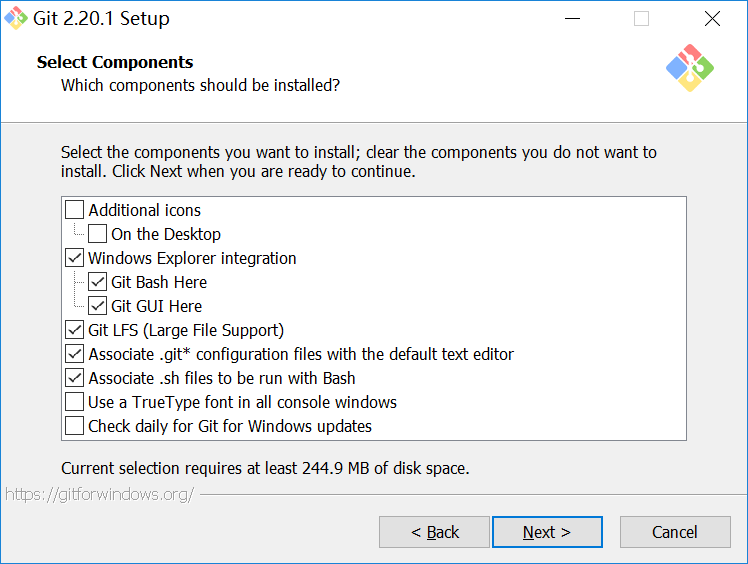 Git 2.20.1 Setup
Select Components
Which components should be installed?
Select the components you want to install; clear the components you do not want to
install. Click Next when you are ready to continue.
Additional icons
On the Desktop
Windows Explorer integration
Git Bash Here
Git GUI Here
Git LFS (Large File Support)
Associate .git* configuration files with the default text editor
Associate .sh files to be run with Bash
Use a TrueType font in all console windows
Check daily for Git for Windows updates
Current selection requires at least 244.9 MB of disk space.
https://gitforwindows.org/
< Back Next > Cancel